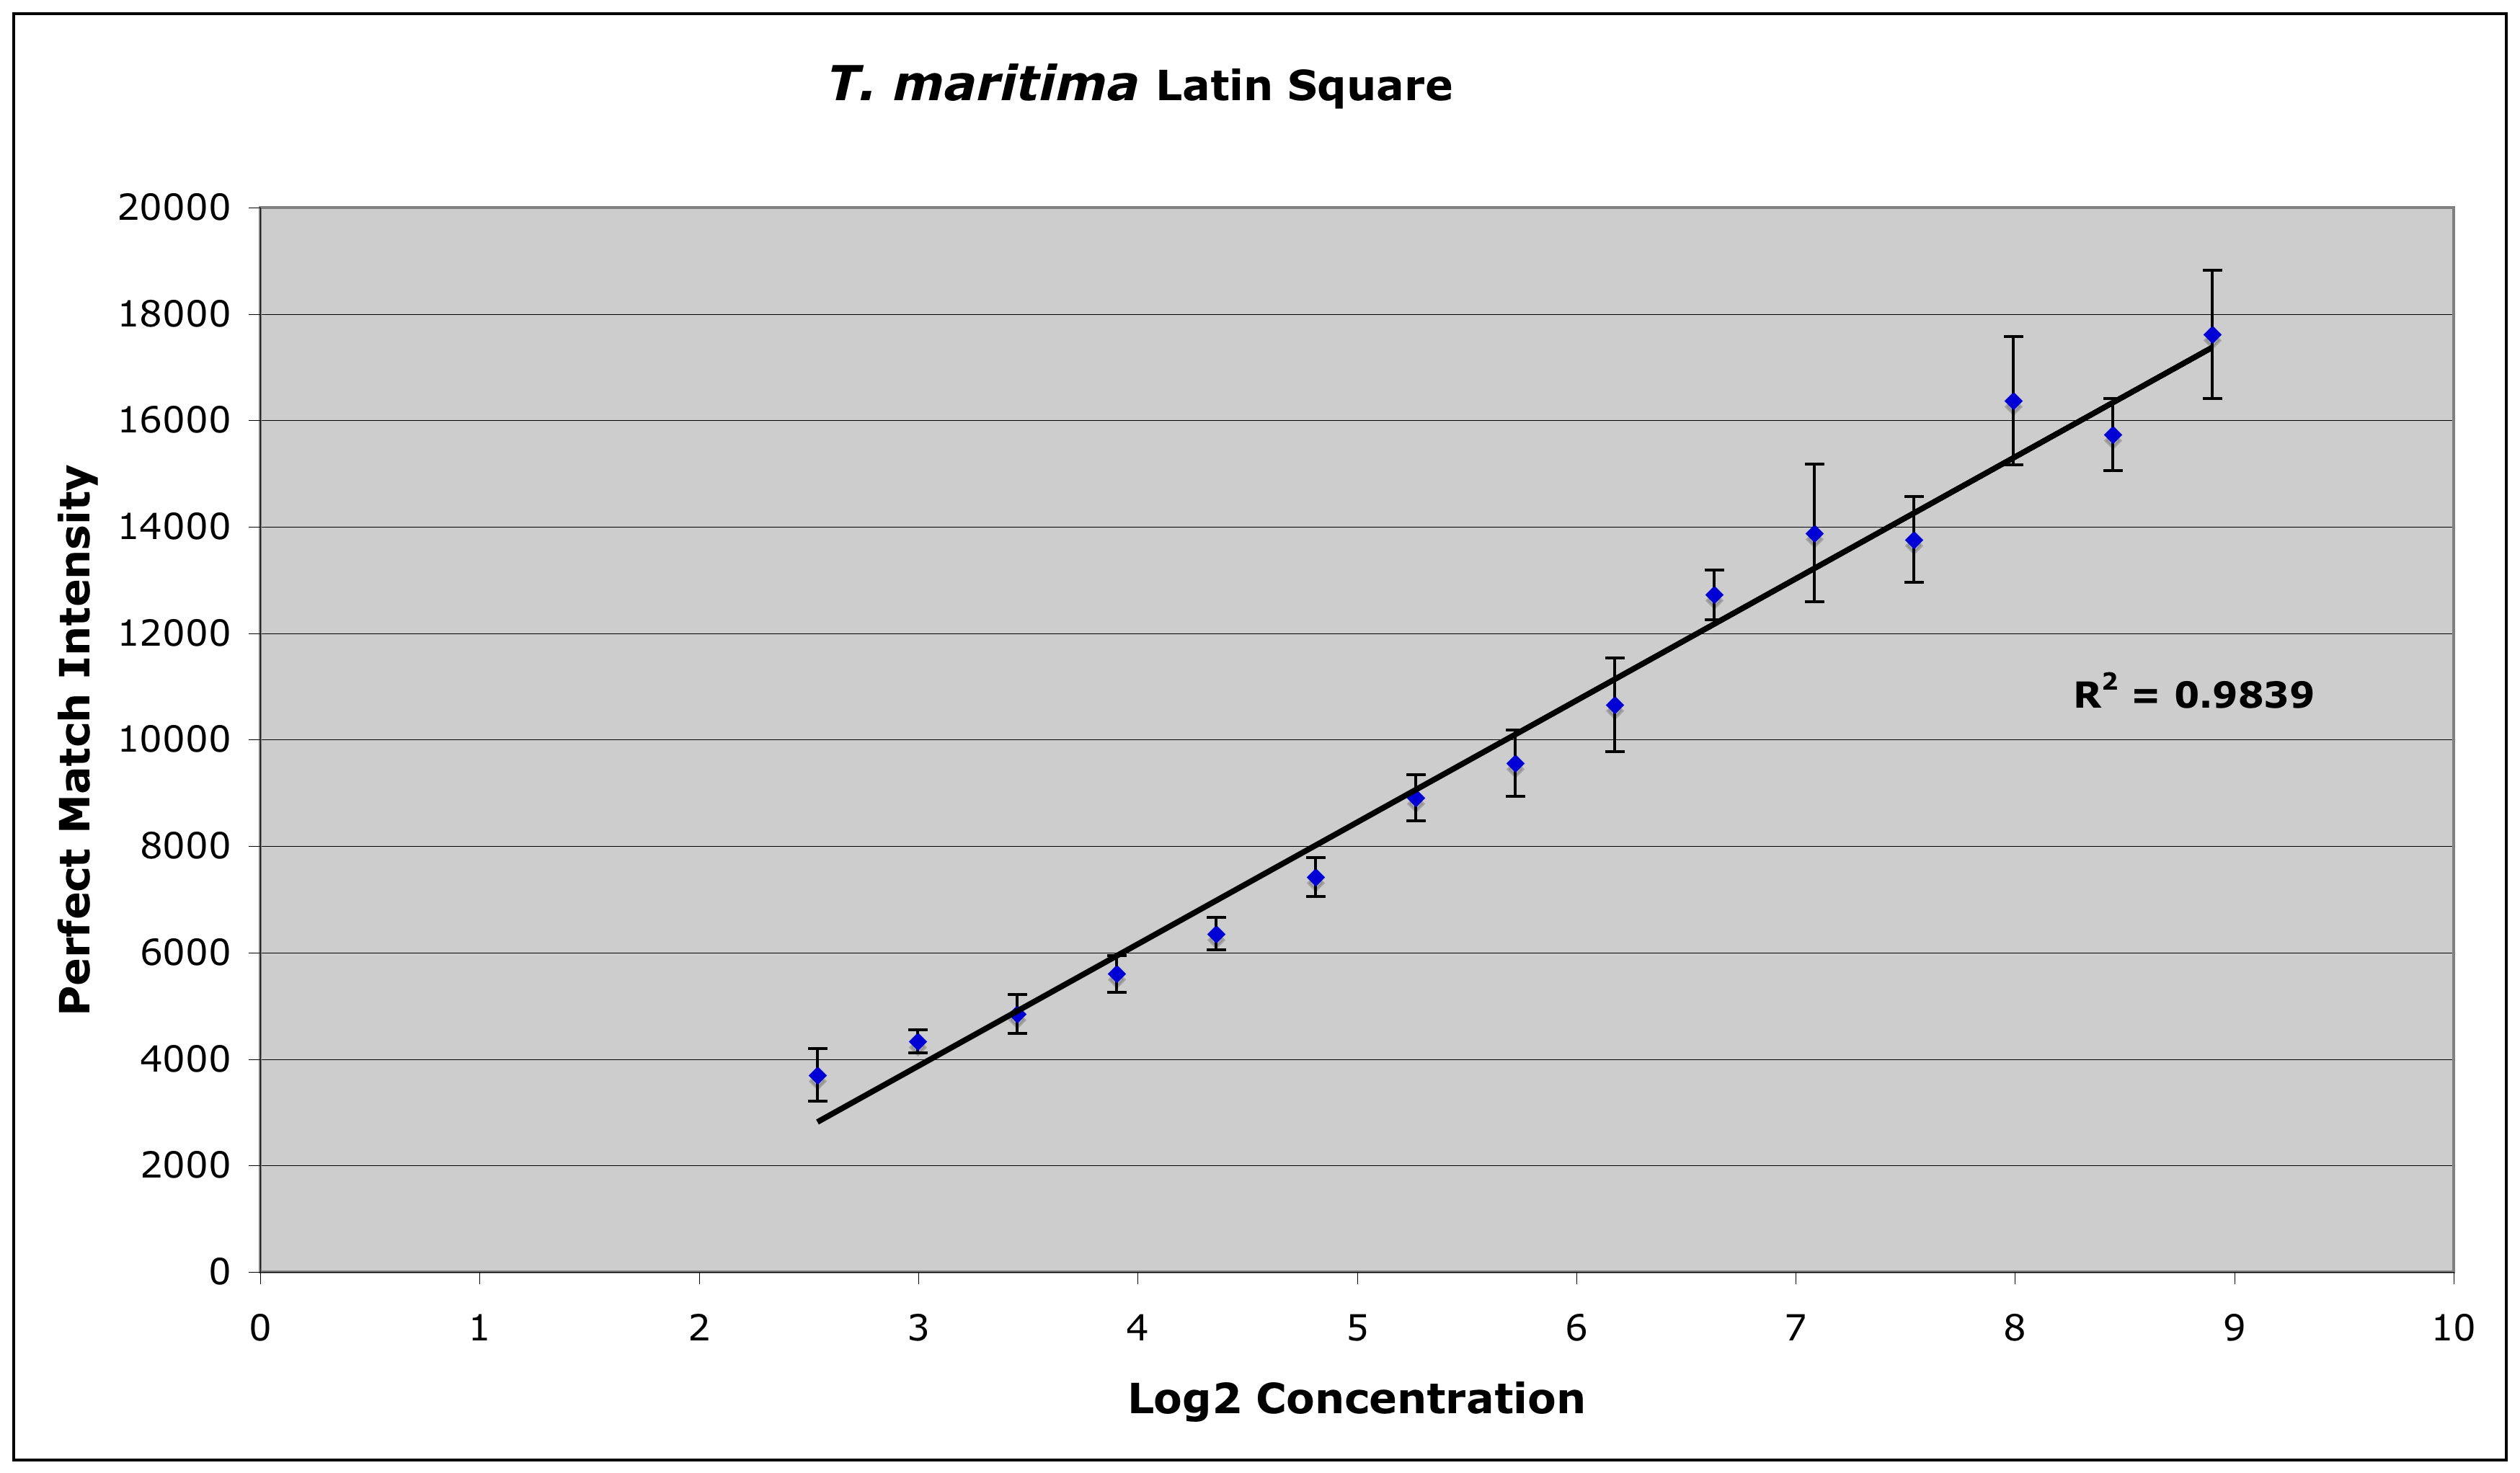 T. maritima Latin Square
20000
18000
16000
14000
12000
10000
8000
6000
4000
2000
0
Perfect Match Intensity
R² = 0.9839
0 1 2 3 4 5 6 7 8 9 10
Log2 Concentration